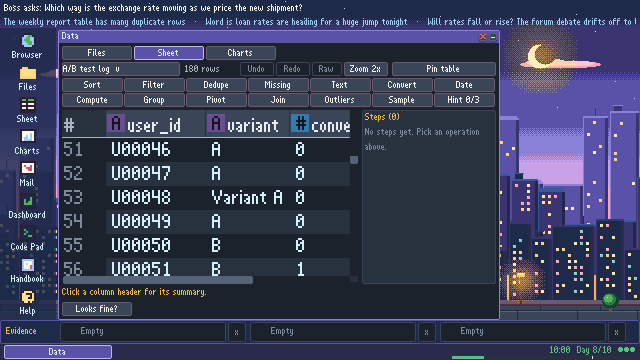 Boss asks: Which way is the exchange rate moving as we price the new shipment?
The weekly report table has many duplicate rows · Word is loan rates are heading for a huge jump tonight · Will rates fall or rise? The forum debate drifts off to l
Browser
Files
Sheet
Charts
Mail
Dashboard
Code Pad
Handbook
Help
Data
Files Sheet Charts
A/B test log v 180 rows Undo Redo Raw Zoom 2x Pin table
Sort Filter Dedupe Missing Text Convert Date
Compute Group Pivot Join Outliers Sample Hint 0/3
# A user_id A variant # conve
51 U00046 A 0
52 U00047 A 0
53 U00048 Variant A 0
54 U00049 A 0
55 U00050 B 0
56 U00051 B 1
Steps (0)
No steps yet. Pick an operation
above.
Click a column header for its summary.
Looks fine?
Evidence Empty x Empty x Empty x
Data 10:00 Day 8/10